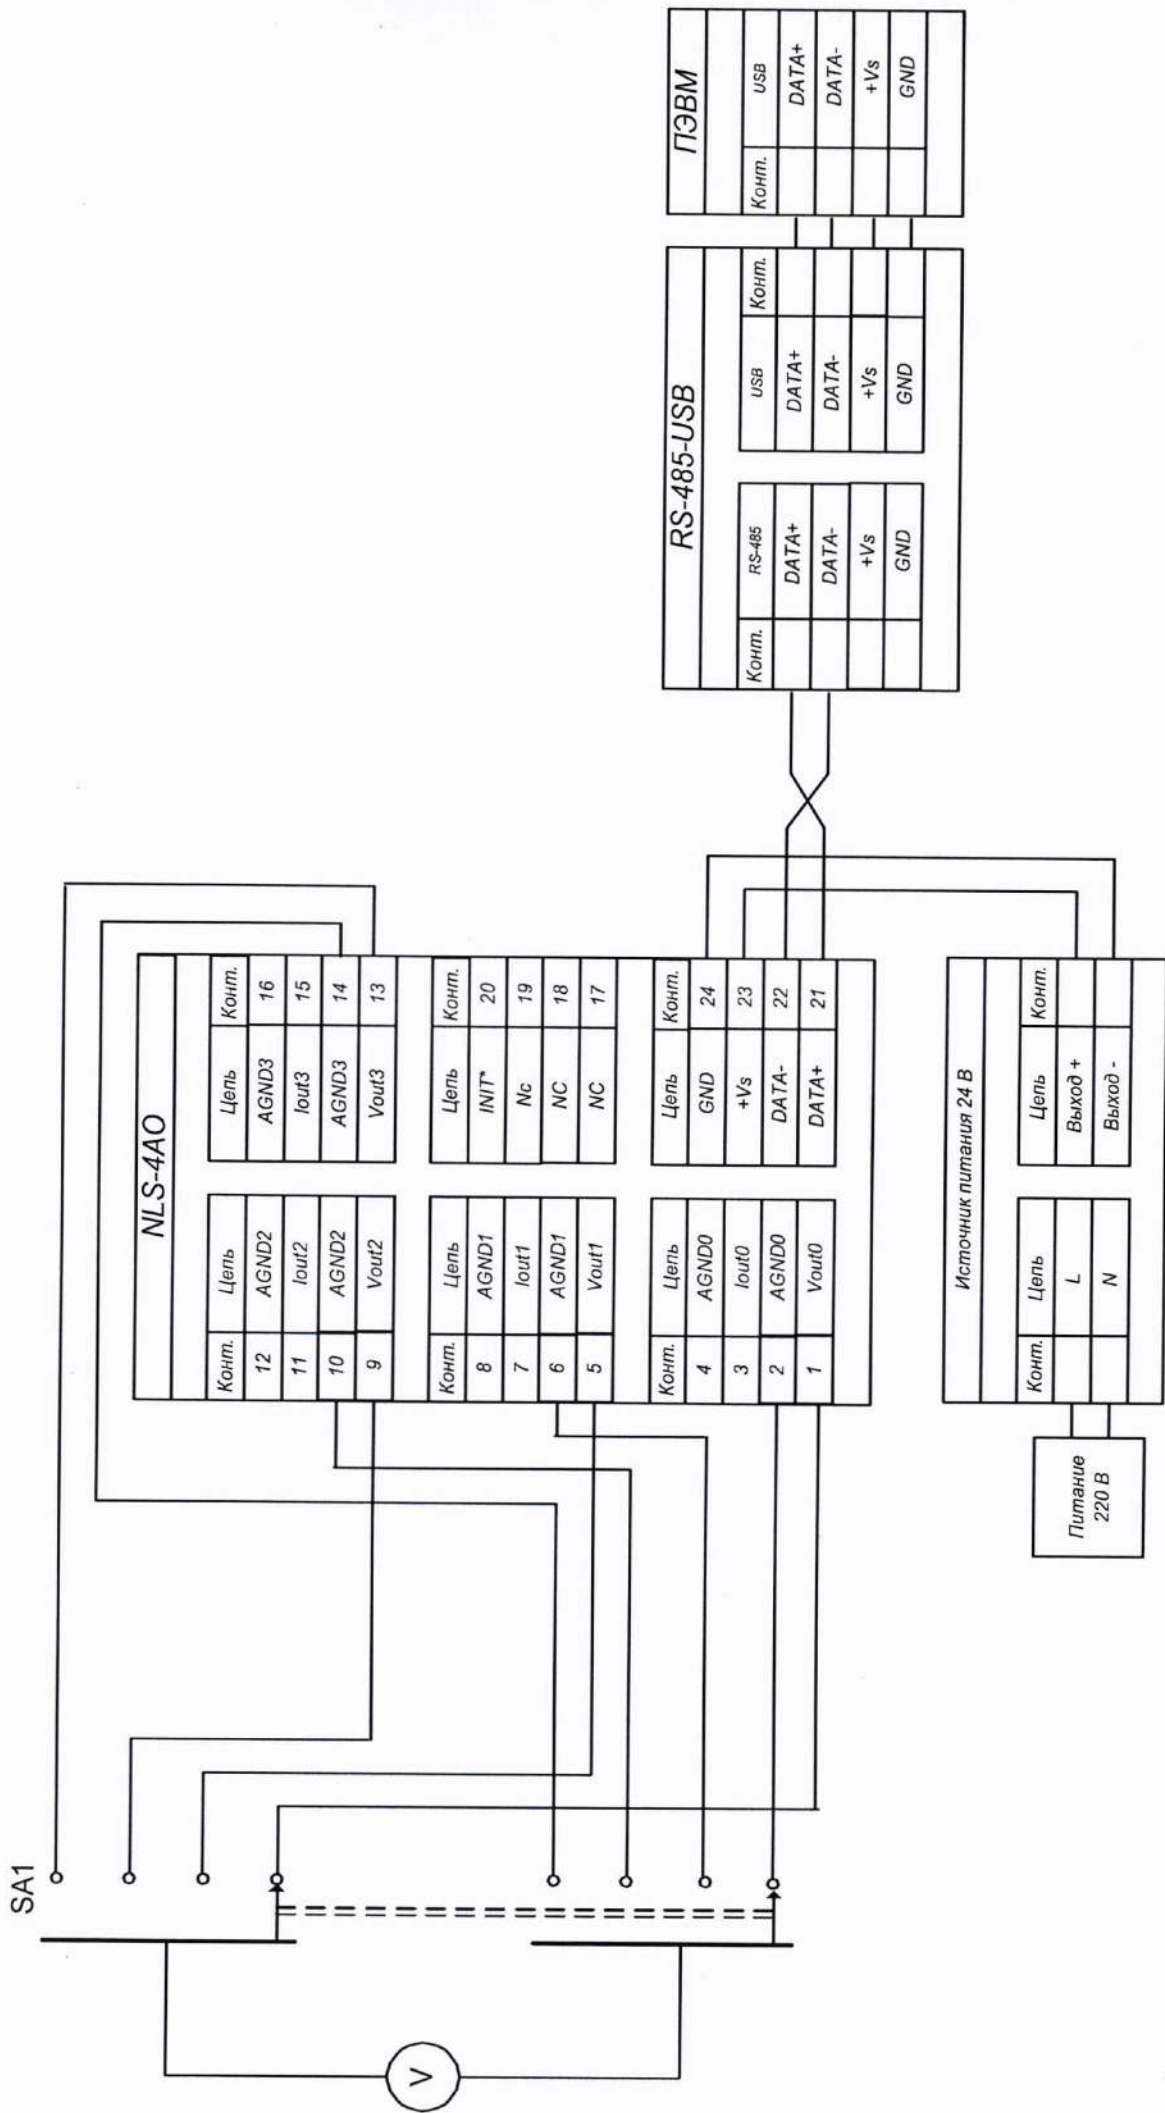 SA1
V
NLS-4AO
Конт. Цепь
12 AGND2
11 Iout2
10 AGND2
9 Vout2
Цепь Конт.
AGND3 16
Iout3 15
AGND3 14
Vout3 13
Конт. Цепь
8 AGND1
7 Iout1
6 AGND1
5 Vout1
Цепь Конт.
INIT* 20
Nc 19
NC 18
NC 17
Конт. Цепь
4 AGND0
3 Iout0
2 AGND0
1 Vout0
Цепь Конт.
GND 24
+Vs 23
DATA- 22
DATA+ 21
Питание
220 В
Источник питания 24 В
Конт. Цепь
L
N
Цепь Конт.
Выход +
Выход -
RS-485-USB
Конт. RS-485
DATA+
DATA-
+Vs
GND
USB Конт.
DATA+
DATA-
+Vs
GND
ПЭВМ
Конт. USB
DATA+
DATA-
+Vs
GND